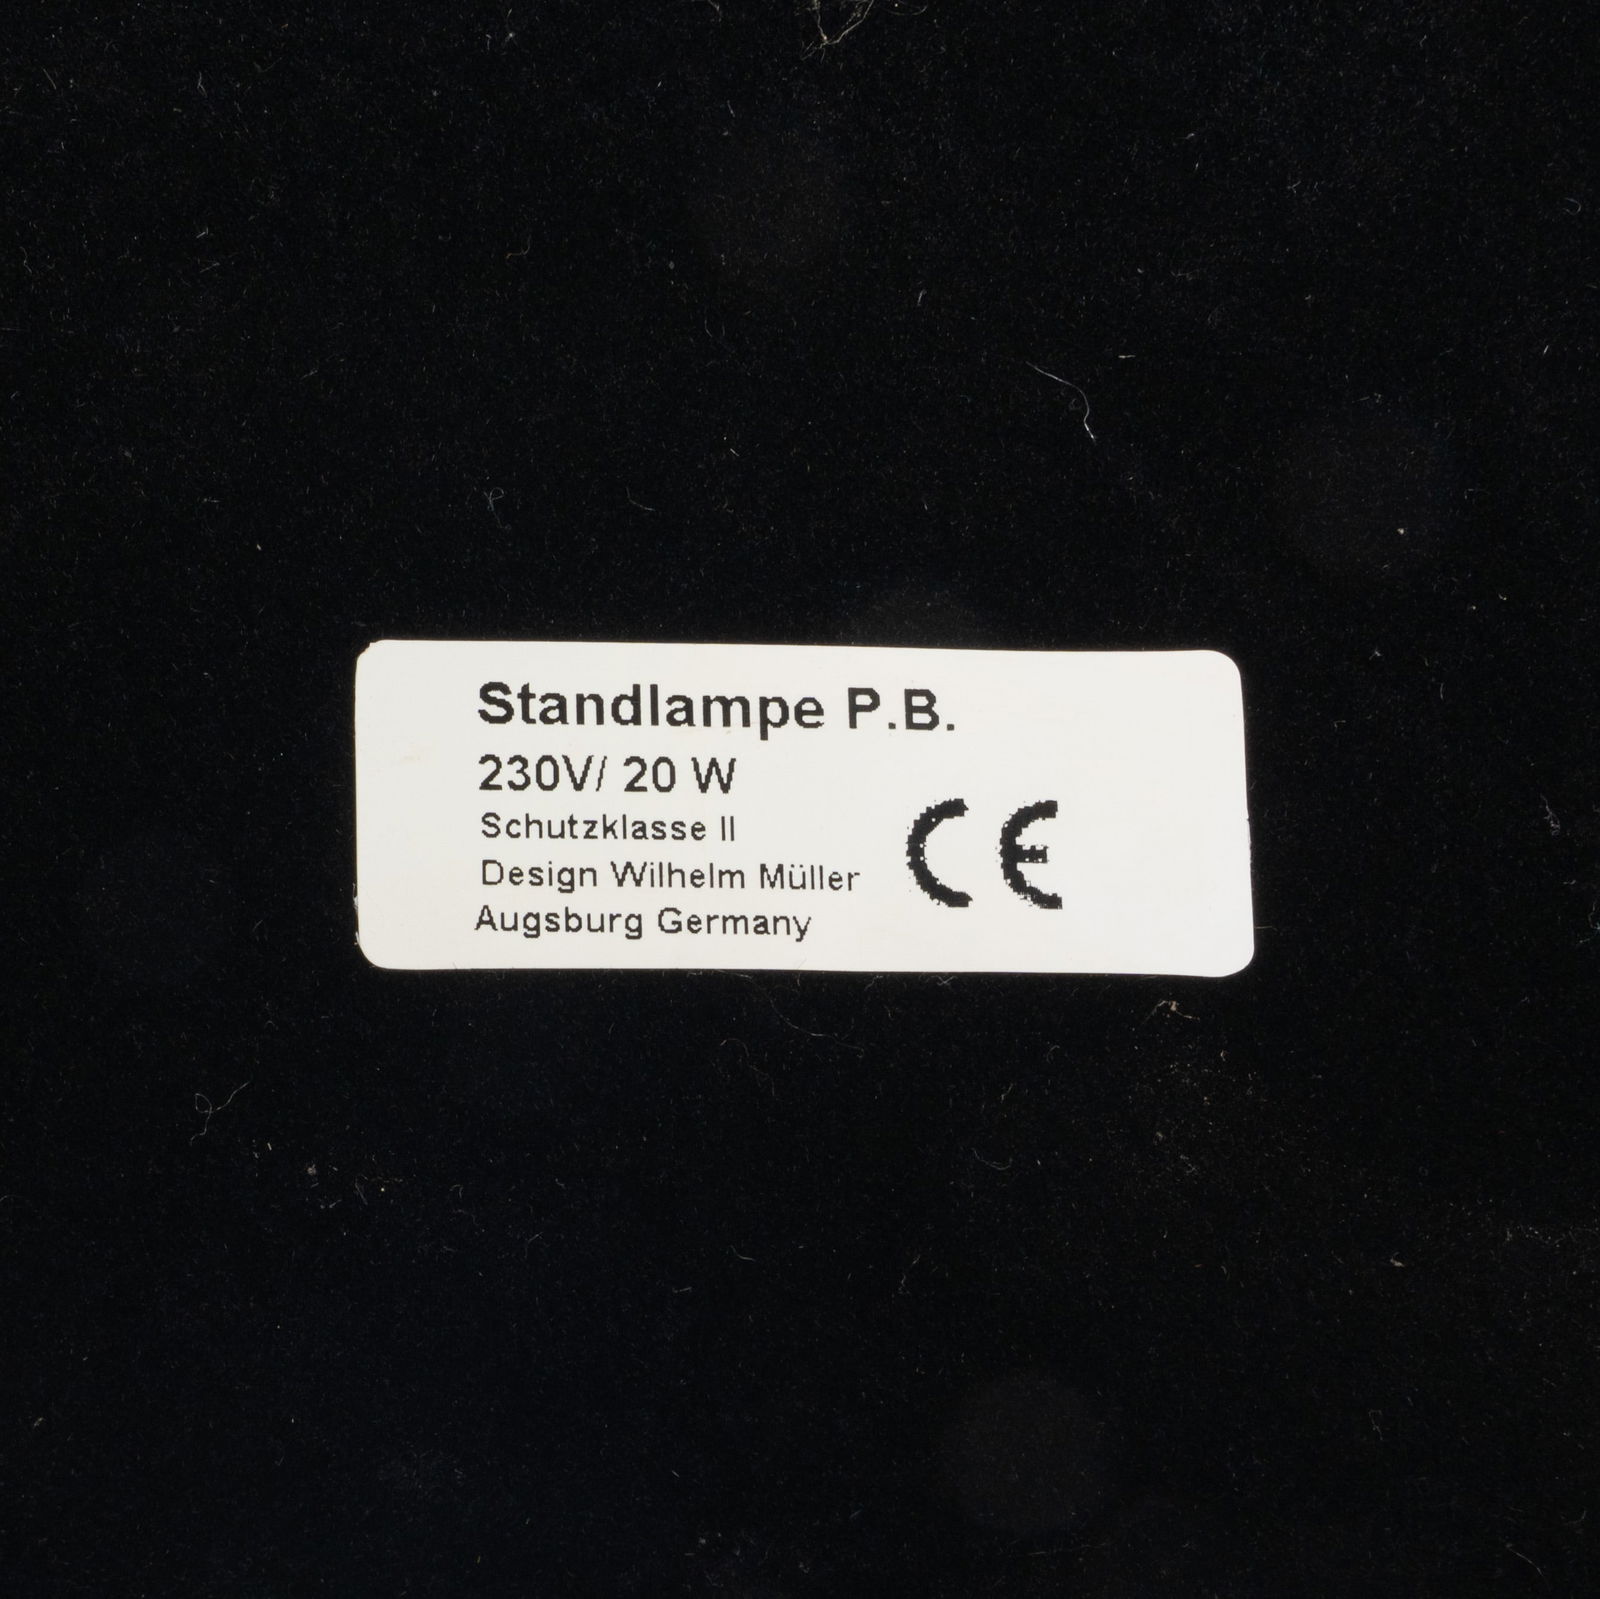 Standlampe P.B.
230V/ 20 W
Schutzklasse II
Design Wilhelm Müller
Augsburg Germany
CE